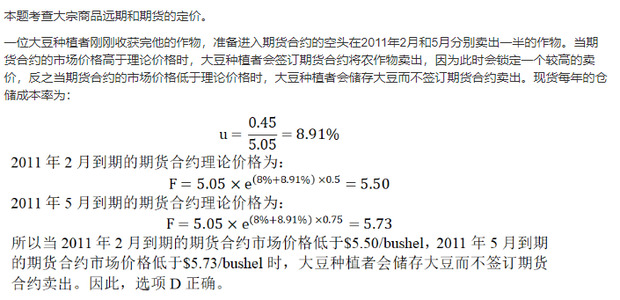 本题考查大宗商品远期和期货的定价。
一位大豆种植者刚刚收获完他的作物，准备进入期货合约的空头在2011年2月和5月分别卖出一半的作物。当期
货合约的市场价格高于理论价格时，大豆种植者会签订期货合约将农作物卖出，因为此时会锁定一个较高的卖
价，反之当期货合约的市场价格低于理论价格时，大豆种植者会储存大豆而不签订期货合约卖出。现货每年的仓
储成本率为：
u = 0.45/5.05 = 8.91%
2011 年 2 月到期的期货合约理论价格为：
F = 5.05 × e^(8%+8.91%)×0.5 = 5.50
2011 年 5 月到期的期货合约理论价格为：
F = 5.05 × e^(8%+8.91%)×0.75 = 5.73
所以当 2011 年 2 月到期的期货合约市场价格低于$5.50/bushel，2011 年 5 月到期
的期货合约市场价格低于$5.73/bushel 时，大豆种植者会储存大豆而不签订期货
合约卖出。因此，选项 D 正确。